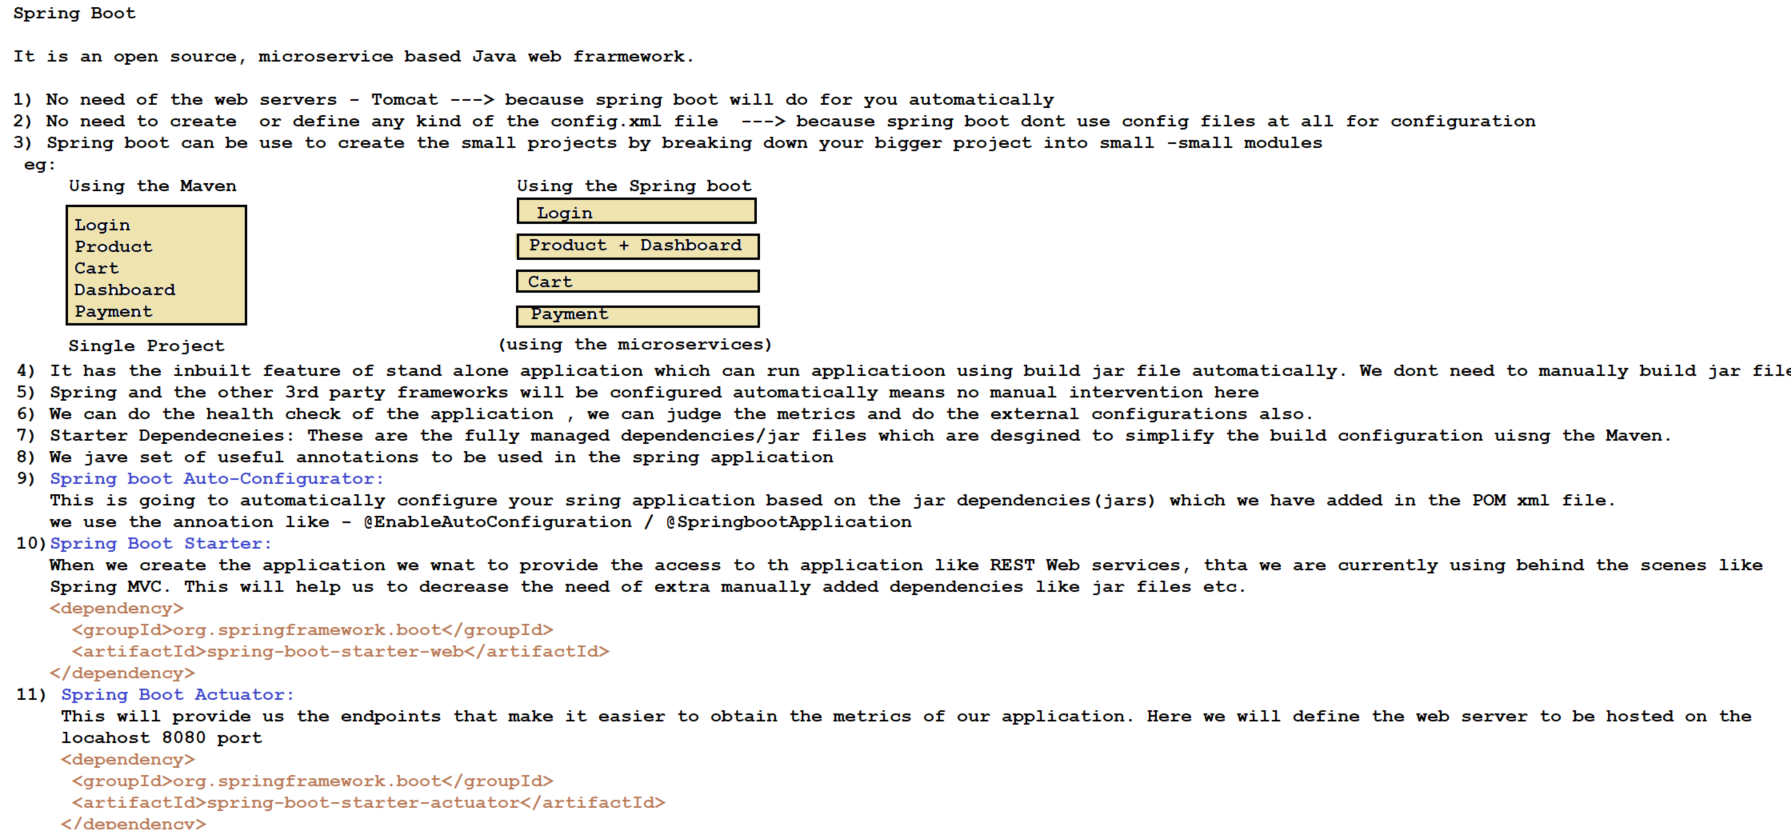 Spring Boot
It is an open source, microservice based Java web frarmework.
1) No need of the web servers - Tomcat ---> because spring boot will do for you automatically
2) No need to create  or define any kind of the config.xml file  ---> because spring boot dont use config files at all for configuration
3) Spring boot can be use to create the small projects by breaking down your bigger project into small -small modules
eg:
Using the Maven
Login
Product
Cart
Dashboard
Payment
Single Project
Using the Spring boot
Login
Product + Dashboard
Cart
Payment
(using the microservices)
4) It has the inbuilt feature of stand alone application which can run applicatioon using build jar file automatically. We dont need to manually build jar file
5) Spring and the other 3rd party frameworks will be configured automatically means no manual intervention here
6) We can do the health check of the application , we can judge the metrics and do the external configurations also.
7) Starter Dependecneies: These are the fully managed dependencies/jar files which are desgined to simplify the build configuration uisng the Maven.
8) We jave set of useful annotations to be used in the spring application
9) Spring boot Auto-Configurator:
This is going to automatically configure your sring application based on the jar dependencies(jars) which we have added in the POM xml file.
we use the annoation like - @EnableAutoConfiguration / @SpringbootApplication
10)Spring Boot Starter:
When we create the application we wnat to provide the access to th application like REST Web services, thta we are currently using behind the scenes like
Spring MVC. This will help us to decrease the need of extra manually added dependencies like jar files etc.
<dependency>
<groupId>org.springframework.boot</groupId>
<artifactId>spring-boot-starter-web</artifactId>
</dependency>
11) Spring Boot Actuator:
This will provide us the endpoints that make it easier to obtain the metrics of our application. Here we will define the web server to be hosted on the
locahost 8080 port
<dependency>
<groupId>org.springframework.boot</groupId>
<artifactId>spring-boot-starter-actuator</artifactId>
</dependency>